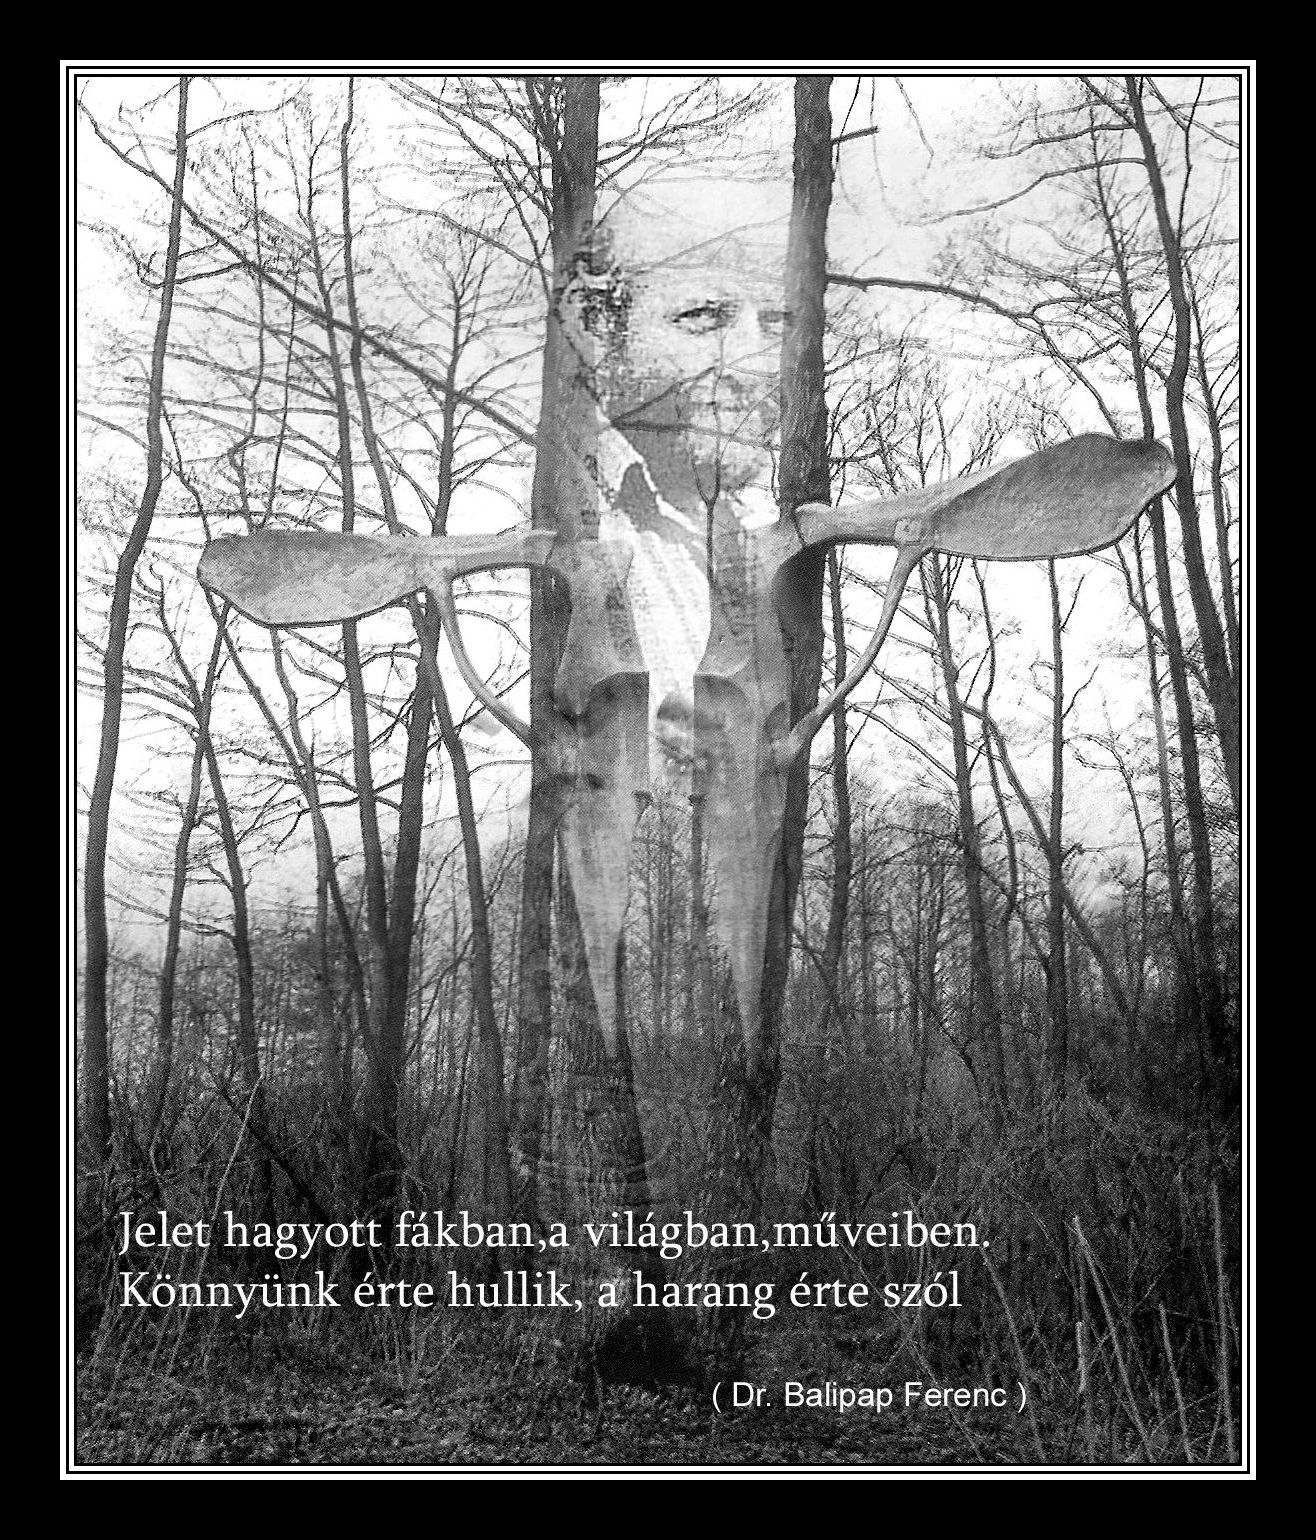 Jelet hagyott fákban,a világban,műveiben.
Könnyünk érte hullik, a harang érte szól
( Dr. Balipap Ferenc )